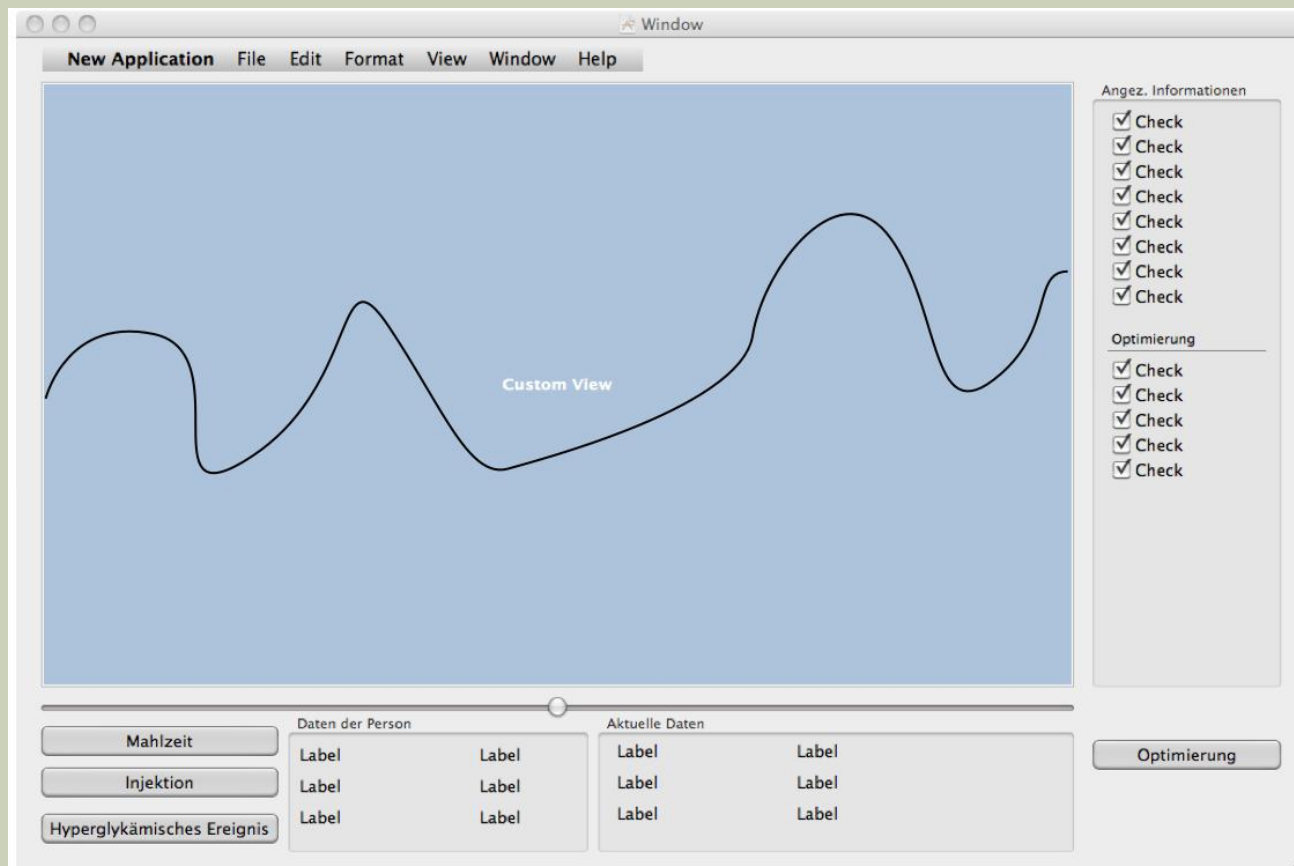 Window
New Application File Edit Format View Window Help
Custom View
Angez. Informationen
Check
Check
Check
Check
Check
Check
Check
Check
Optimierung
Check
Check
Check
Check
Check
Mahlzeit
Injektion
Hyperglykämisches Ereignis
Daten der Person
Label Label
Label Label
Label Label
Aktuelle Daten
Label Label
Label Label
Label Label
Optimierung